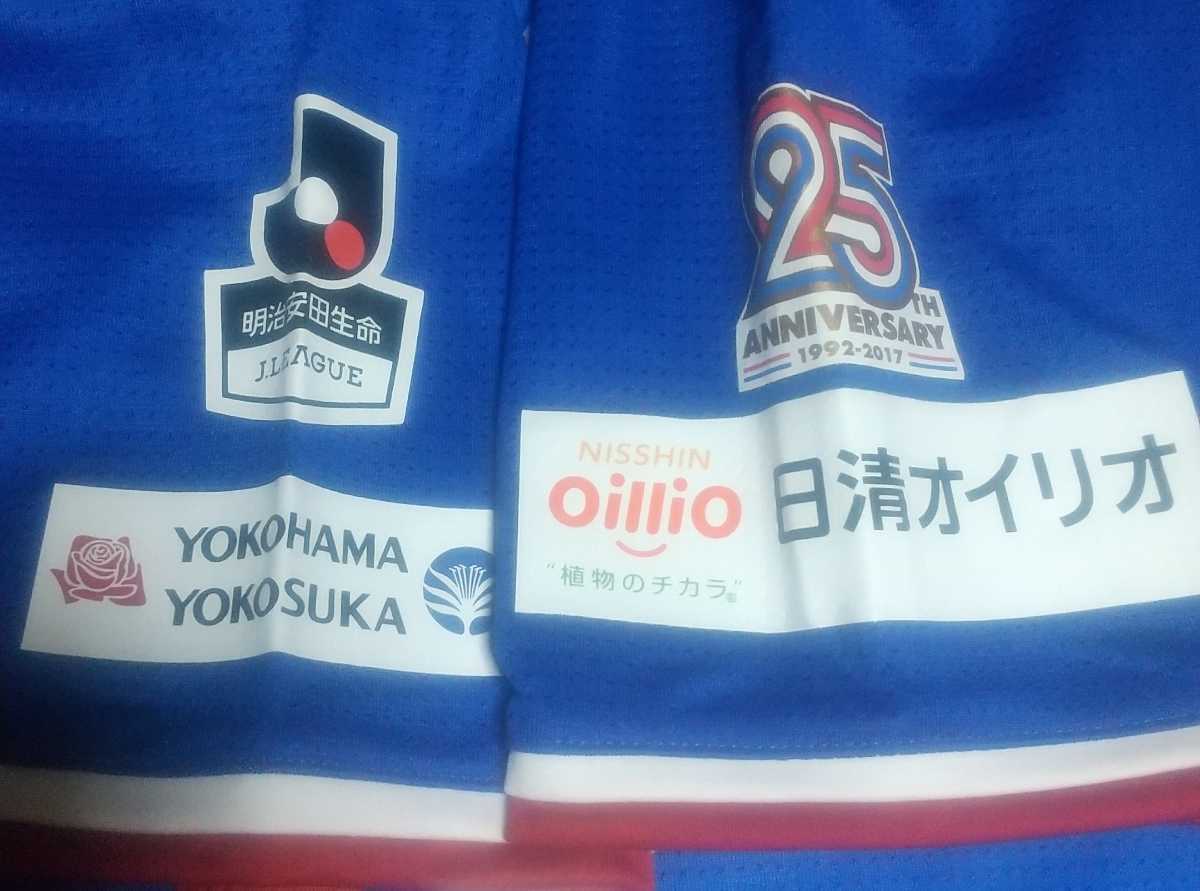 明治安田生命
J.LEAGUE
YOKOHAMA
YOKOSUKA
25TH
ANNIVERSARY
1992-2017
NISSHIN
OilliO
"植物のチカラ"
日清オイリオ